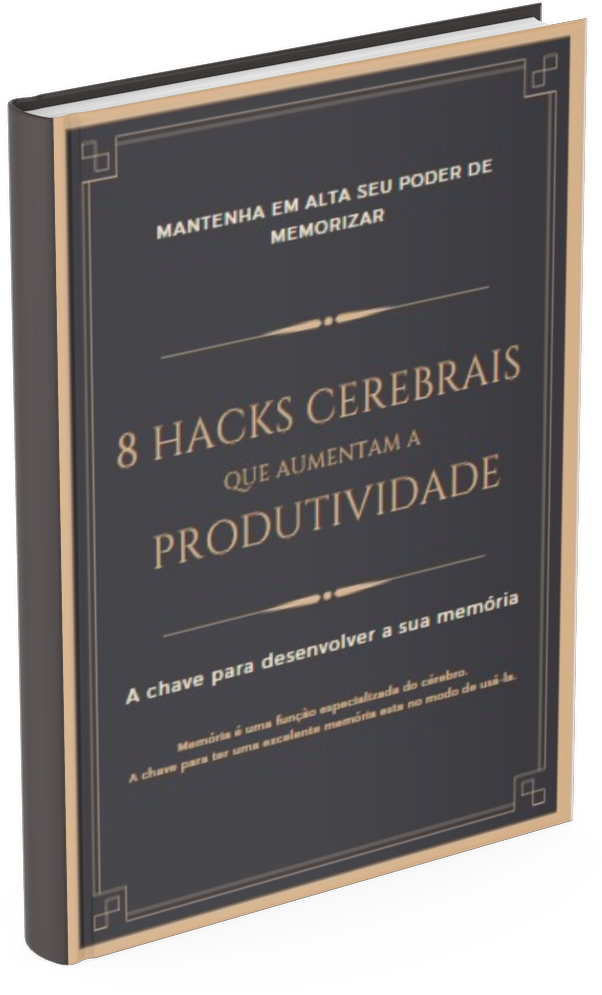 MANTENHA EM ALTA SEU PODER DE
MEMORIZAR
8 HACKS CEREBRAIS
QUE AUMENTAM A
PRODUTIVIDADE
A chave para desenvolver a sua memória
Memória é uma função especializada do cérebro.
A chave para ter uma excelente memória esta no modo de usá-la.